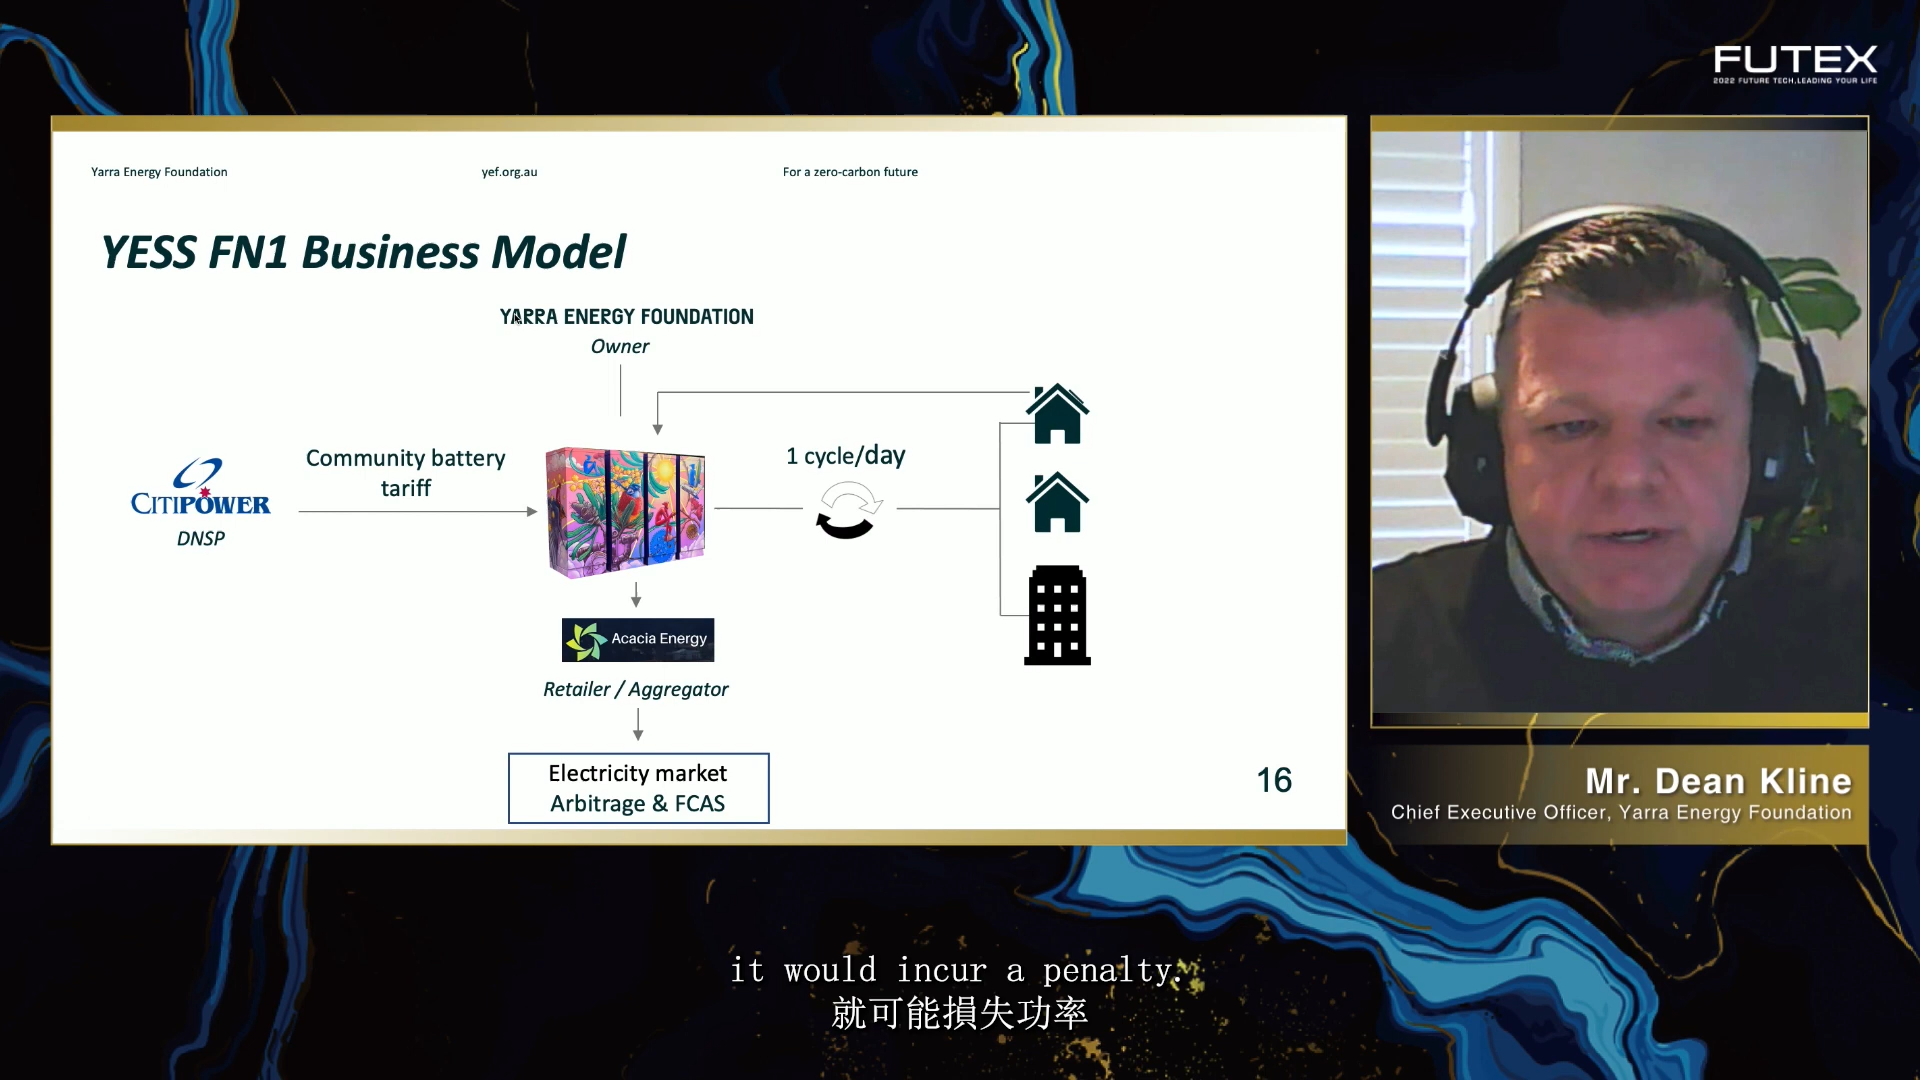 FUTEX
2022 FUTURE TECH,LEADING YOUR LIFE
Yarra Energy Foundation
yef.org.au
For a zero-carbon future
YESS FN1 Business Model
YARRA ENERGY FOUNDATION
Owner
CITIPOWER
DNSP
Community battery
tariff
1 cycle/day
Acacia Energy
Retailer / Aggregator
Electricity market
Arbitrage & FCAS
16
Mr. Dean Kline
Chief Executive Officer, Yarra Energy Foundation
it would incur a penalty.
就可能損失功率